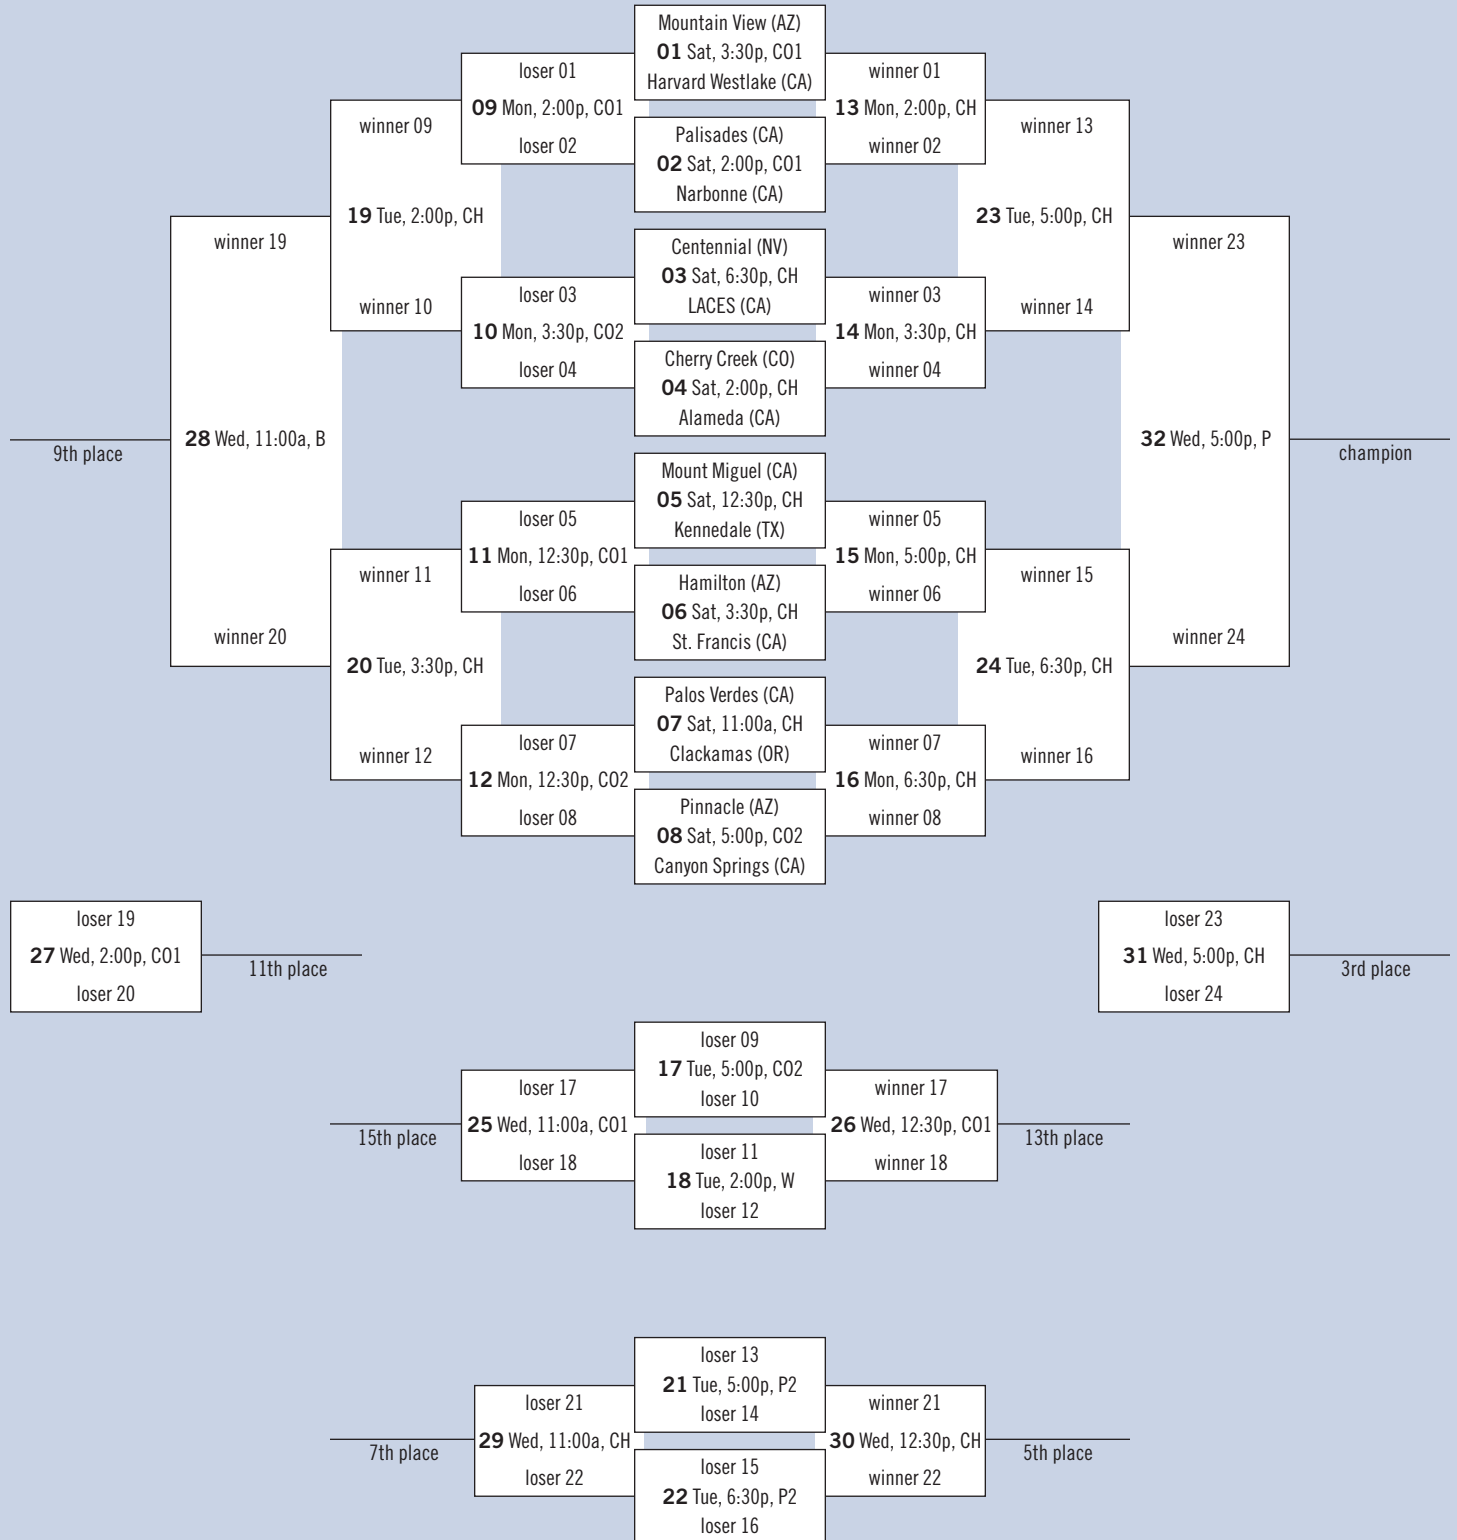 Mountain View (AZ)
01 Sat, 3:30p, CO1
Harvard Westlake (CA)
Palisades (CA)
02 Sat, 2:00p, CO1
Narbonne (CA)
Centennial (NV)
03 Sat, 6:30p, CH
LACES (CA)
Cherry Creek (CO)
04 Sat, 2:00p, CH
Alameda (CA)
Mount Miguel (CA)
05 Sat, 12:30p, CH
Kennedale (TX)
Hamilton (AZ)
06 Sat, 3:30p, CH
St. Francis (CA)
Palos Verdes (CA)
07 Sat, 11:00a, CH
Clackamas (OR)
Pinnacle (AZ)
08 Sat, 5:00p, CO2
Canyon Springs (CA)
loser 01
09 Mon, 2:00p, CO1
loser 02
loser 03
10 Mon, 3:30p, CO2
loser 04
loser 05
11 Mon, 12:30p, CO1
loser 06
loser 07
12 Mon, 12:30p, CO2
loser 08
winner 01
13 Mon, 2:00p, CH
winner 02
winner 03
14 Mon, 3:30p, CH
winner 04
winner 05
15 Mon, 5:00p, CH
winner 06
winner 07
16 Mon, 6:30p, CH
winner 08
winner 09
19 Tue, 2:00p, CH
winner 10
winner 11
20 Tue, 3:30p, CH
winner 12
winner 13
23 Tue, 5:00p, CH
winner 14
winner 15
24 Tue, 6:30p, CH
winner 16
winner 19
28 Wed, 11:00a, B
winner 20
9th place
winner 23
32 Wed, 5:00p, P
winner 24
champion
loser 19
27 Wed, 2:00p, CO1
loser 20
11th place
loser 23
31 Wed, 5:00p, CH
loser 24
3rd place
loser 09
17 Tue, 5:00p, CO2
loser 10
loser 11
18 Tue, 2:00p, W
loser 12
loser 17
25 Wed, 11:00a, CO1
loser 18
15th place
winner 17
26 Wed, 12:30p, CO1
winner 18
13th place
loser 13
21 Tue, 5:00p, P2
loser 14
loser 15
22 Tue, 6:30p, P2
loser 16
loser 21
29 Wed, 11:00a, CH
loser 22
7th place
winner 21
30 Wed, 12:30p, CH
winner 22
5th place